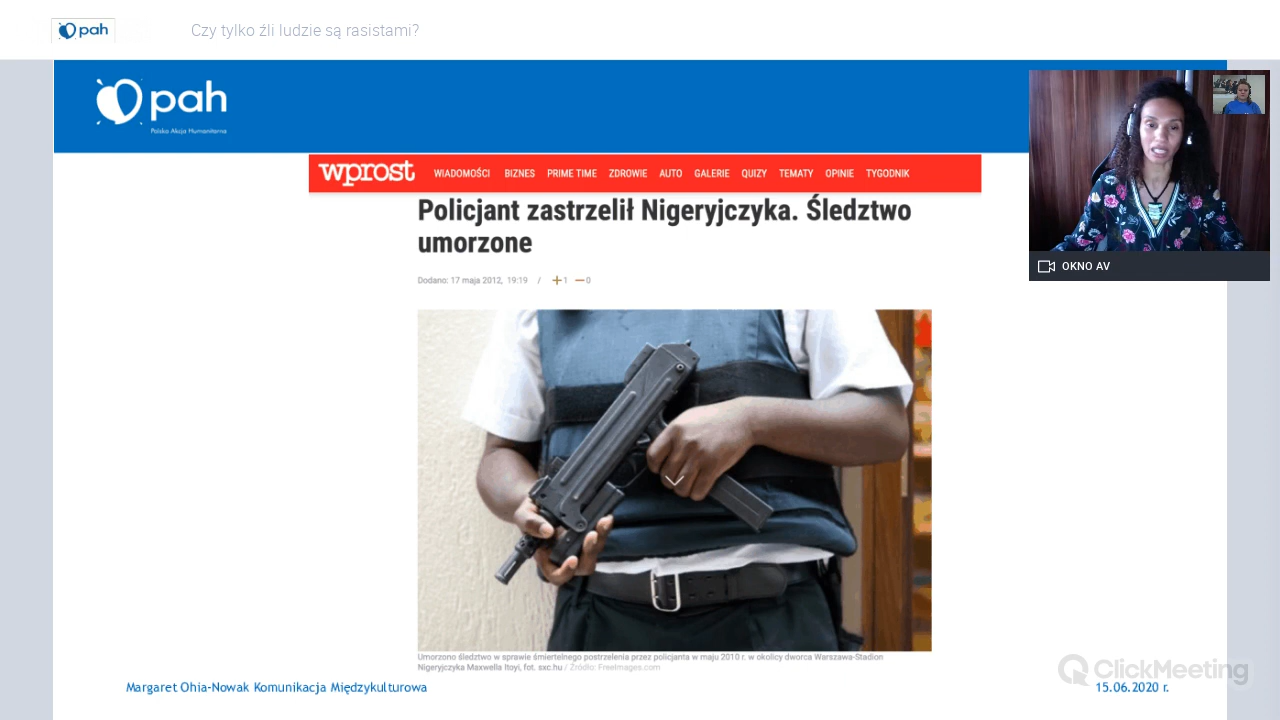 pah
Czy tylko źli ludzie są rasistami?
pah
Polska Akcja Humanitarna
wprost WIADOMOŚCI BIZNES PRIME TIME ZDROWIE AUTO GALERIE QUIZY TEMATY OPINIE TYGODNIK
Policjant zastrzelił Nigeryjczyka. Śledztwo
umorzone
Dodano: 17 maja 2012, 19:19 / +1 −0
OKNO AV
Umorzono śledztwo w sprawie śmiertelnego postrzelenia przez policjanta w maju 2010 r. w okolicy dworca Warszawa-Stadion
Nigeryjczyka Maxwella Itoyi, fot. sxc.hu / Źródło: FreeImages.com
ClickMeeting
Margaret Ohia-Nowak Komunikacja Międzykulturowa
15.06.2020 r.